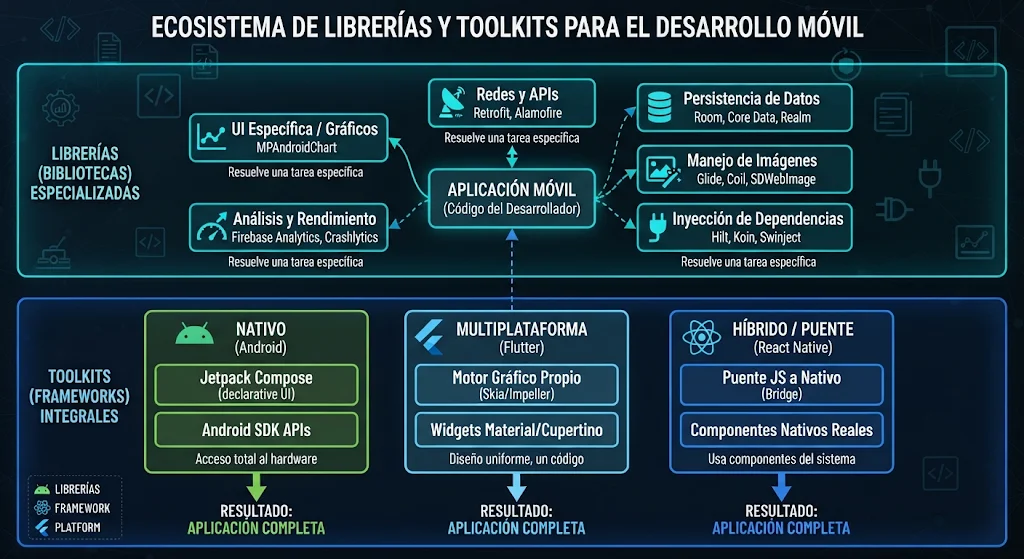 ECOSISTEMA DE LIBRERÍAS Y TOOLKITS PARA EL DESARROLLO MÓVIL
LIBRERÍAS
(BIBLIOTECAS)
ESPECIALIZADAS
UI Específica / Gráficos
MPAndroidChart
Resuelve una tarea específica
Análisis y Rendimiento
Firebase Analytics, Crashlytics
Resuelve una tarea específica
Redes y APIs
Retrofit, Alamofire
Resuelve una tarea específica
APLICACIÓN MÓVIL
(Código del Desarrollador)
Persistencia de Datos
Room, Core Data, Realm
Manejo de Imágenes
Glide, Coil, SDWebImage
Inyección de Dependencias
Hilt, Koin, Swinject
Resuelve una tarea específica
TOOLKITS
(FRAMEWORKS)
INTEGRALES
NATIVO
(Android)
Jetpack Compose
(declarative UI)
Android SDK APIs
Acceso total al hardware
RESULTADO:
APLICACIÓN COMPLETA
MULTIPLATAFORMA
(Flutter)
Motor Gráfico Propio
(Skia/Impeller)
Widgets Material/Cupertino
Diseño uniforme, un código
RESULTADO:
APLICACIÓN COMPLETA
HÍBRIDO / PUENTE
(React Native)
Puente JS a Nativo
(Bridge)
Componentes Nativos Reales
Usa componentes del sistema
RESULTADO:
APLICACIÓN COMPLETA
LIBRERÍAS
FRAMEWORK
PLATFORM